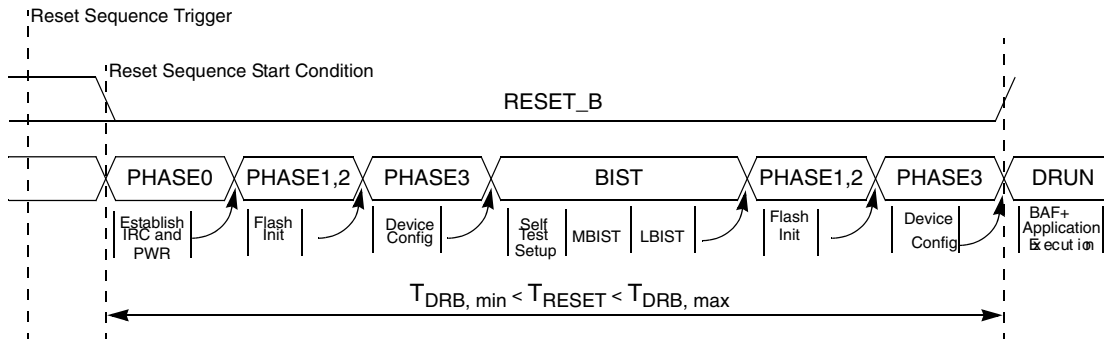 Reset Sequence Trigger
Reset Sequence Start Condition
RESET_B
PHASE0
PHASE1,2
PHASE3
BIST
PHASE1,2
PHASE3
DRUN
Establish
IRC and
PWR
Flash
Init
Device
Config
Self
Test
Setup
MBIST
LBIST
Flash
Init
Device
Config
BAF+
Application
Execution
TDRB, min < TRESET < TDRB, max